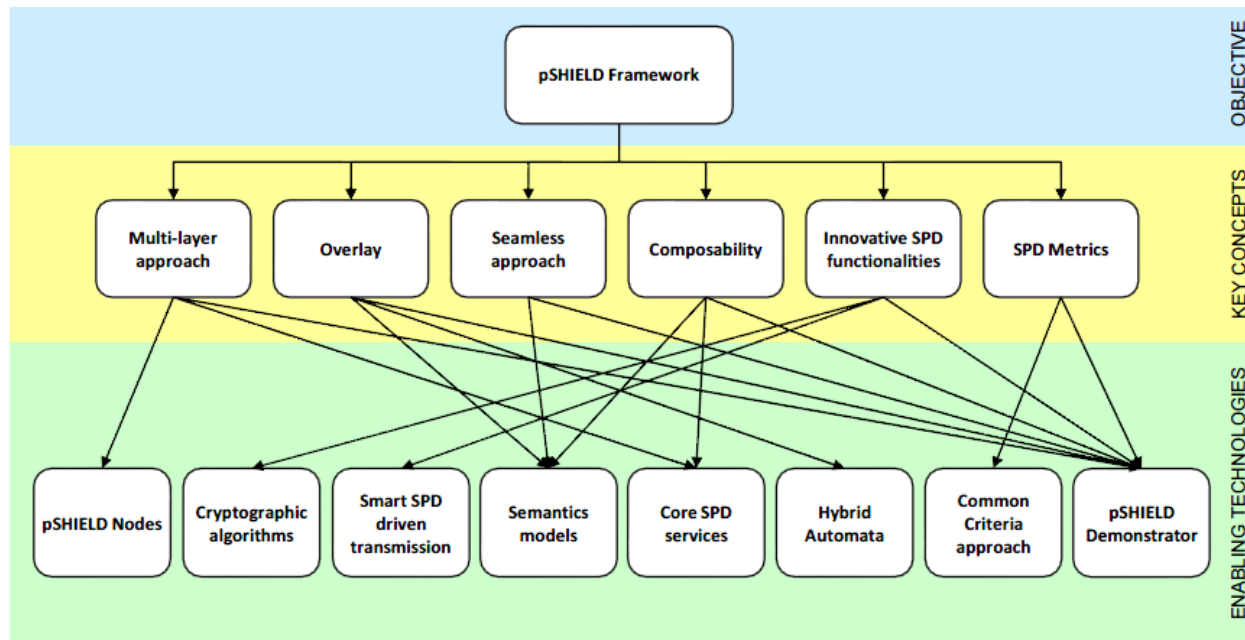 OBJECTIVE
pSHIELD Framework
KEY CONCEPTS
Multi-layer
approach
Overlay
Seamless
approach
Composability
Innovative SPD
functionalities
SPD Metrics
ENABLING TECHNOLOGIES
pSHIELD Nodes
Cryptographic
algorithms
Smart SPD
driven
transmission
Semantics
models
Core SPD
services
Hybrid
Automata
Common
Criteria
approach
pSHIELD
Demonstrator